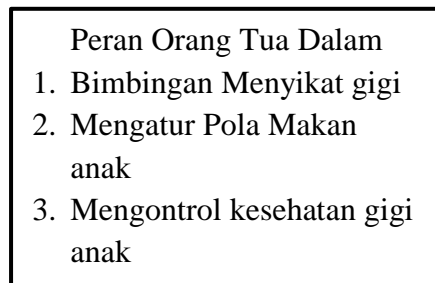 Peran Orang Tua Dalam
1. Bimbingan Menyikat gigi
2. Mengatur Pola Makan
anak
3. Mengontrol kesehatan gigi
anak